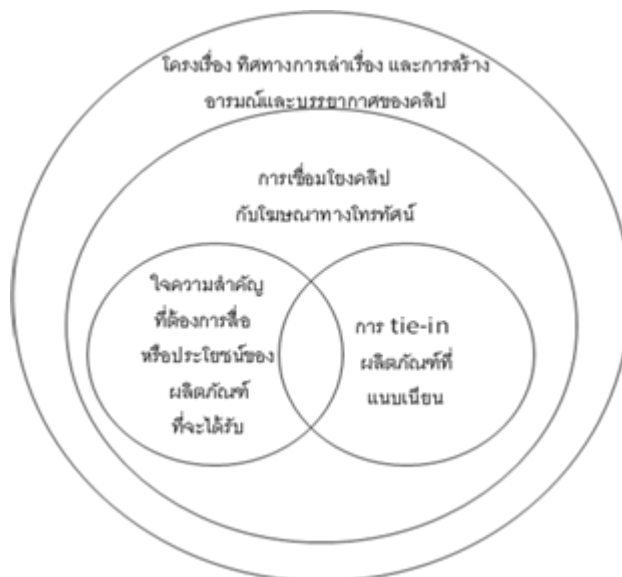 โครงเรื่อง ทิศทางการเล่าเรื่อง และการสร้าง
อารมณ์และบรรยากาศของคลิป
การเชื่อมโยงคลิป
กับโฆษณาทางโทรทัศน์
ใจความสำคัญ
ที่ต้องการสื่อ
หรือประโยชน์ของ
ผลิตภัณฑ์
ที่จะได้รับ
การ tie-in
ผลิตภัณฑ์ที่
แนบเนียน